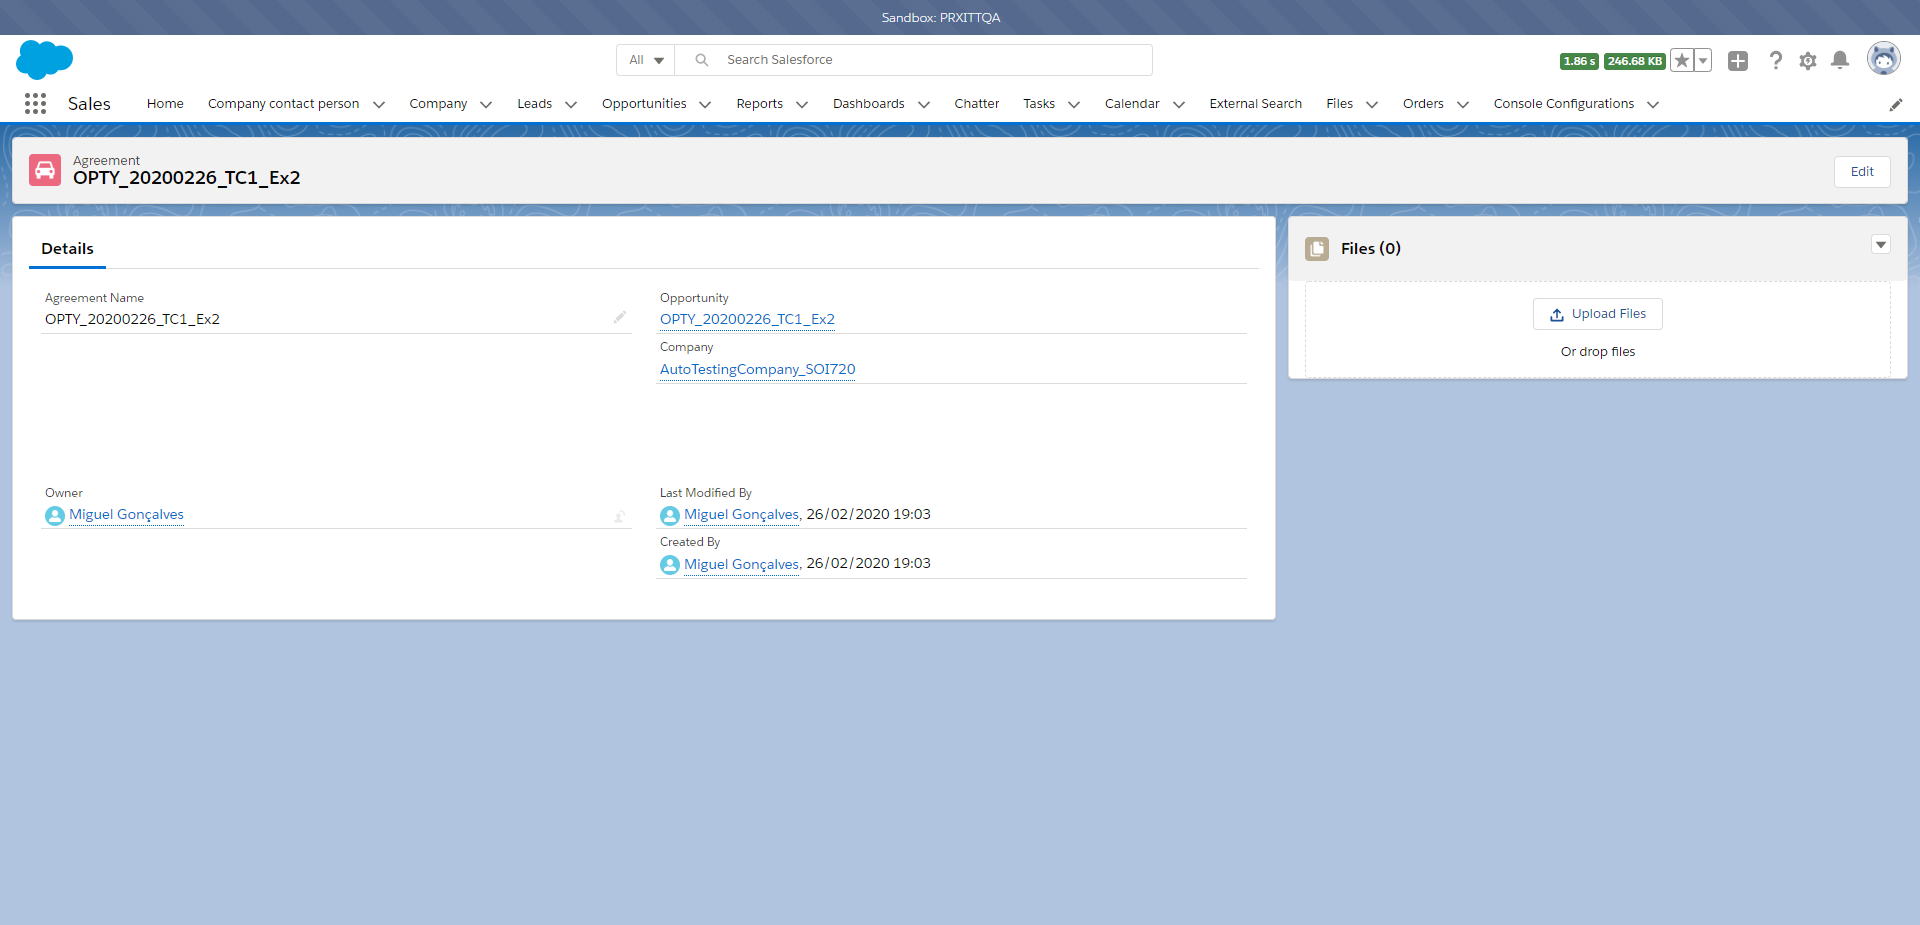 Sandbox: PRXITTQA
All
Search Salesforce
1.86 s
246.68 KB
Sales
Home
Company contact person
Company
Leads
Opportunities
Reports
Dashboards
Chatter
Tasks
Calendar
External Search
Files
Orders
Console Configurations
Agreement
OPTY_20200226_TC1_Ex2
Edit
Details
Agreement Name
OPTY_20200226_TC1_Ex2
Opportunity
OPTY_20200226_TC1_Ex2
Company
AutoTestingCompany_SOI720
Owner
Miguel Gonçalves
Last Modified By
Miguel Gonçalves, 26/02/2020 19:03
Created By
Miguel Gonçalves, 26/02/2020 19:03
Files (0)
Upload Files
Or drop files